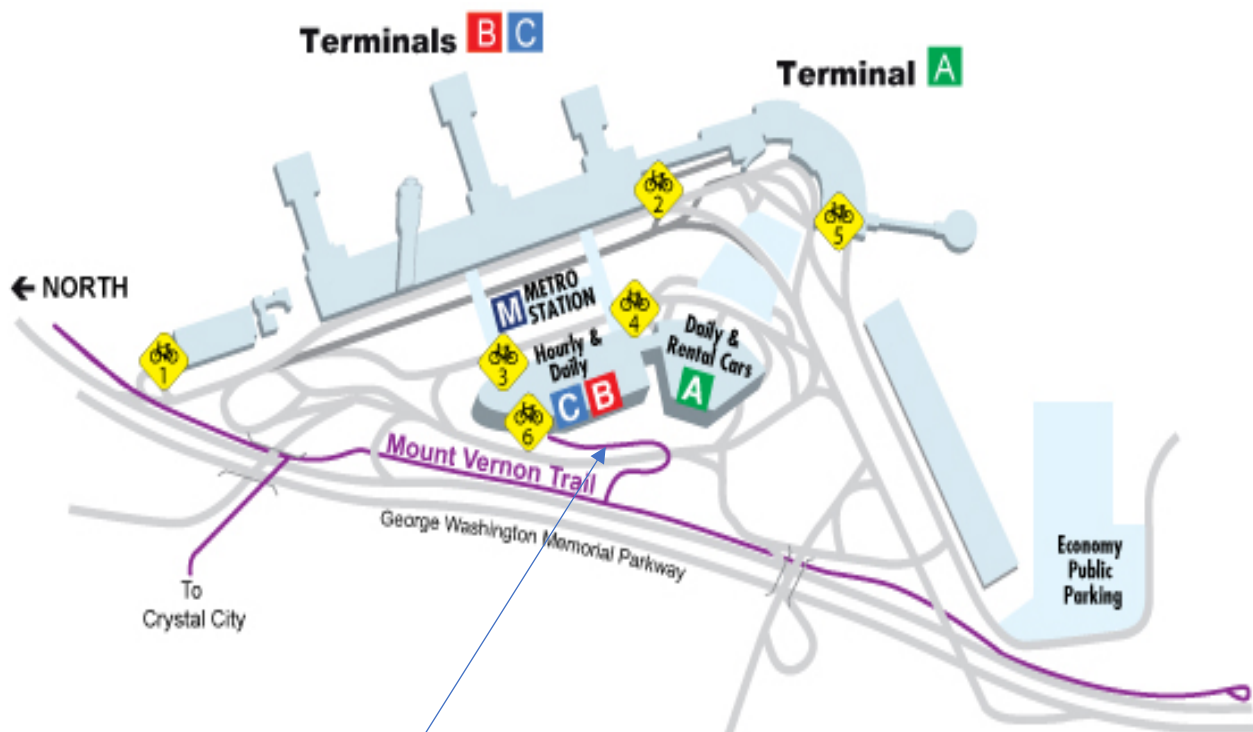 Terminals B C
Terminal A
← NORTH
2
5
M METRO
STATION
4
1
3
Hourly &
Daily
C B
Daily &
Rental Cars
A
6
Mount Vernon Trail
George Washington Memorial Parkway
To
Crystal City
Economy
Public
Parking